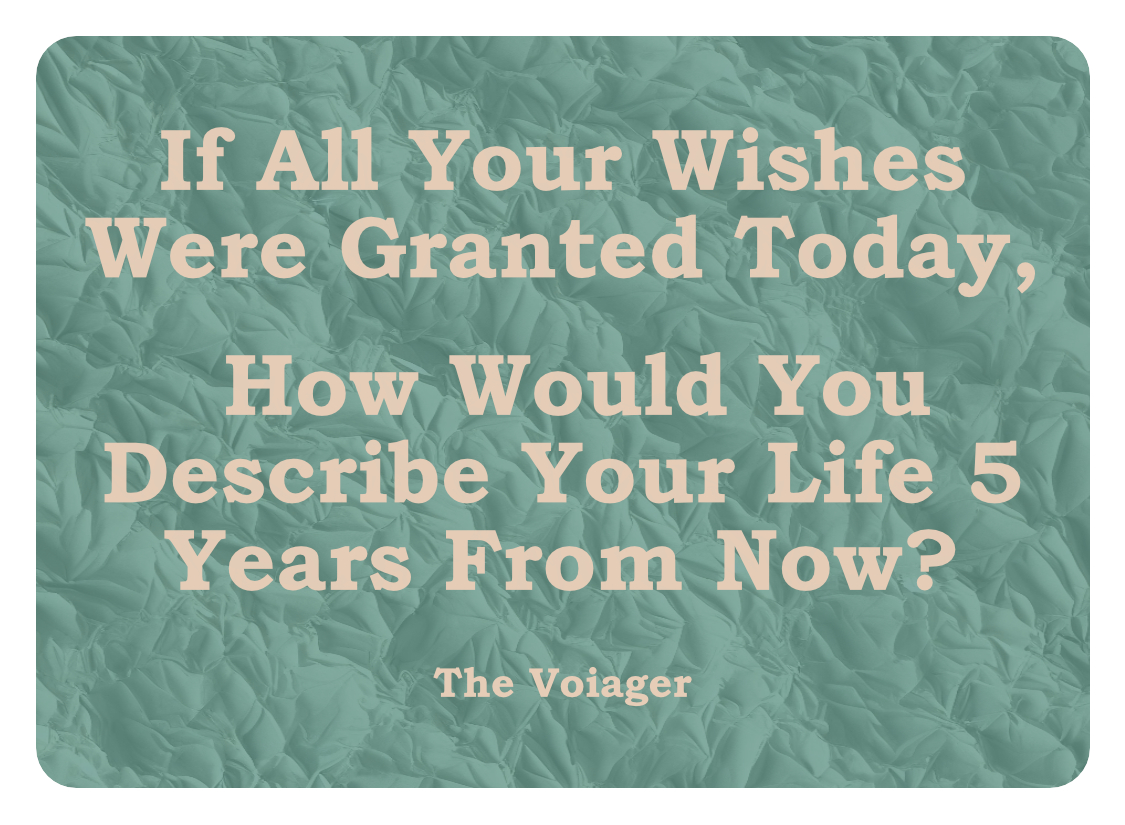 If All Your Wishes
Were Granted Today,
How Would You
Describe Your Life 5
Years From Now?
The Voiager